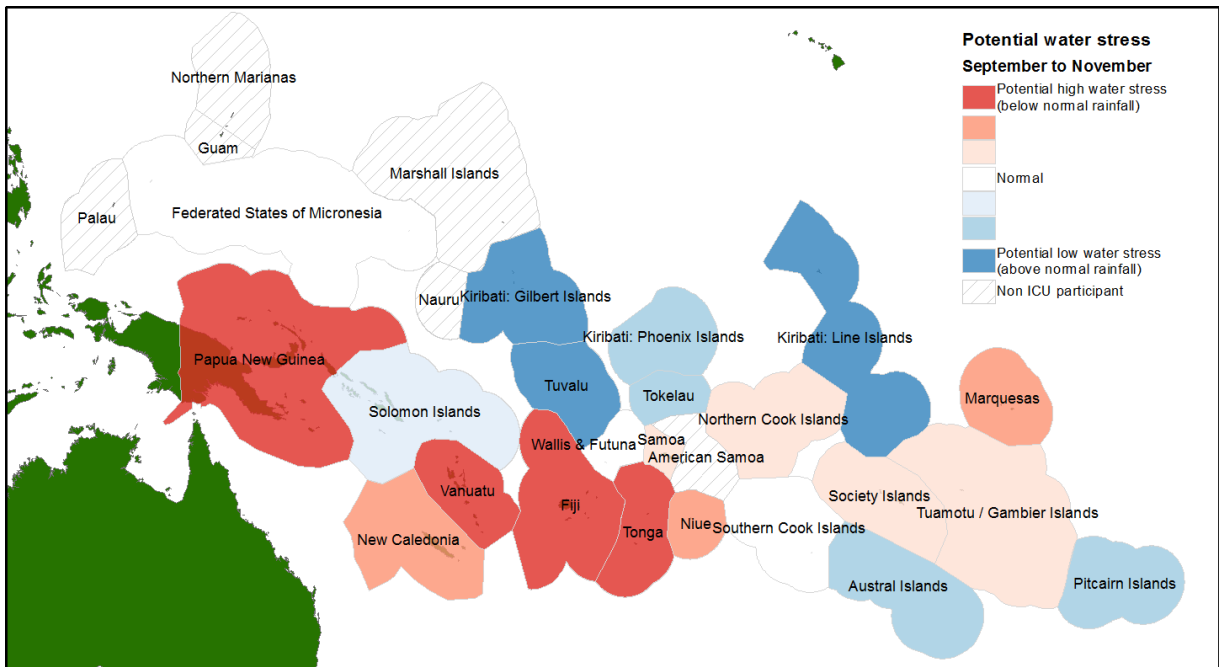 Potential water stress
September to November
Potential high water stress
(below normal rainfall)
Normal
Potential low water stress
(above normal rainfall)
Non ICU participant
Northern Marianas
Guam
Marshall Islands
Palau
Federated States of Micronesia
Nauru
Kiribati: Gilbert Islands
Kiribati: Phoenix Islands
Kiribati: Line Islands
Papua New Guinea
Tuvalu
Tokelau
Marquesas
Solomon Islands
Northern Cook Islands
Wallis & Futuna
Samoa
American Samoa
Vanuatu
Fiji
Society Islands
Tuamotu / Gambier Islands
New Caledonia
Tonga
Niue
Southern Cook Islands
Austral Islands
Pitcairn Islands